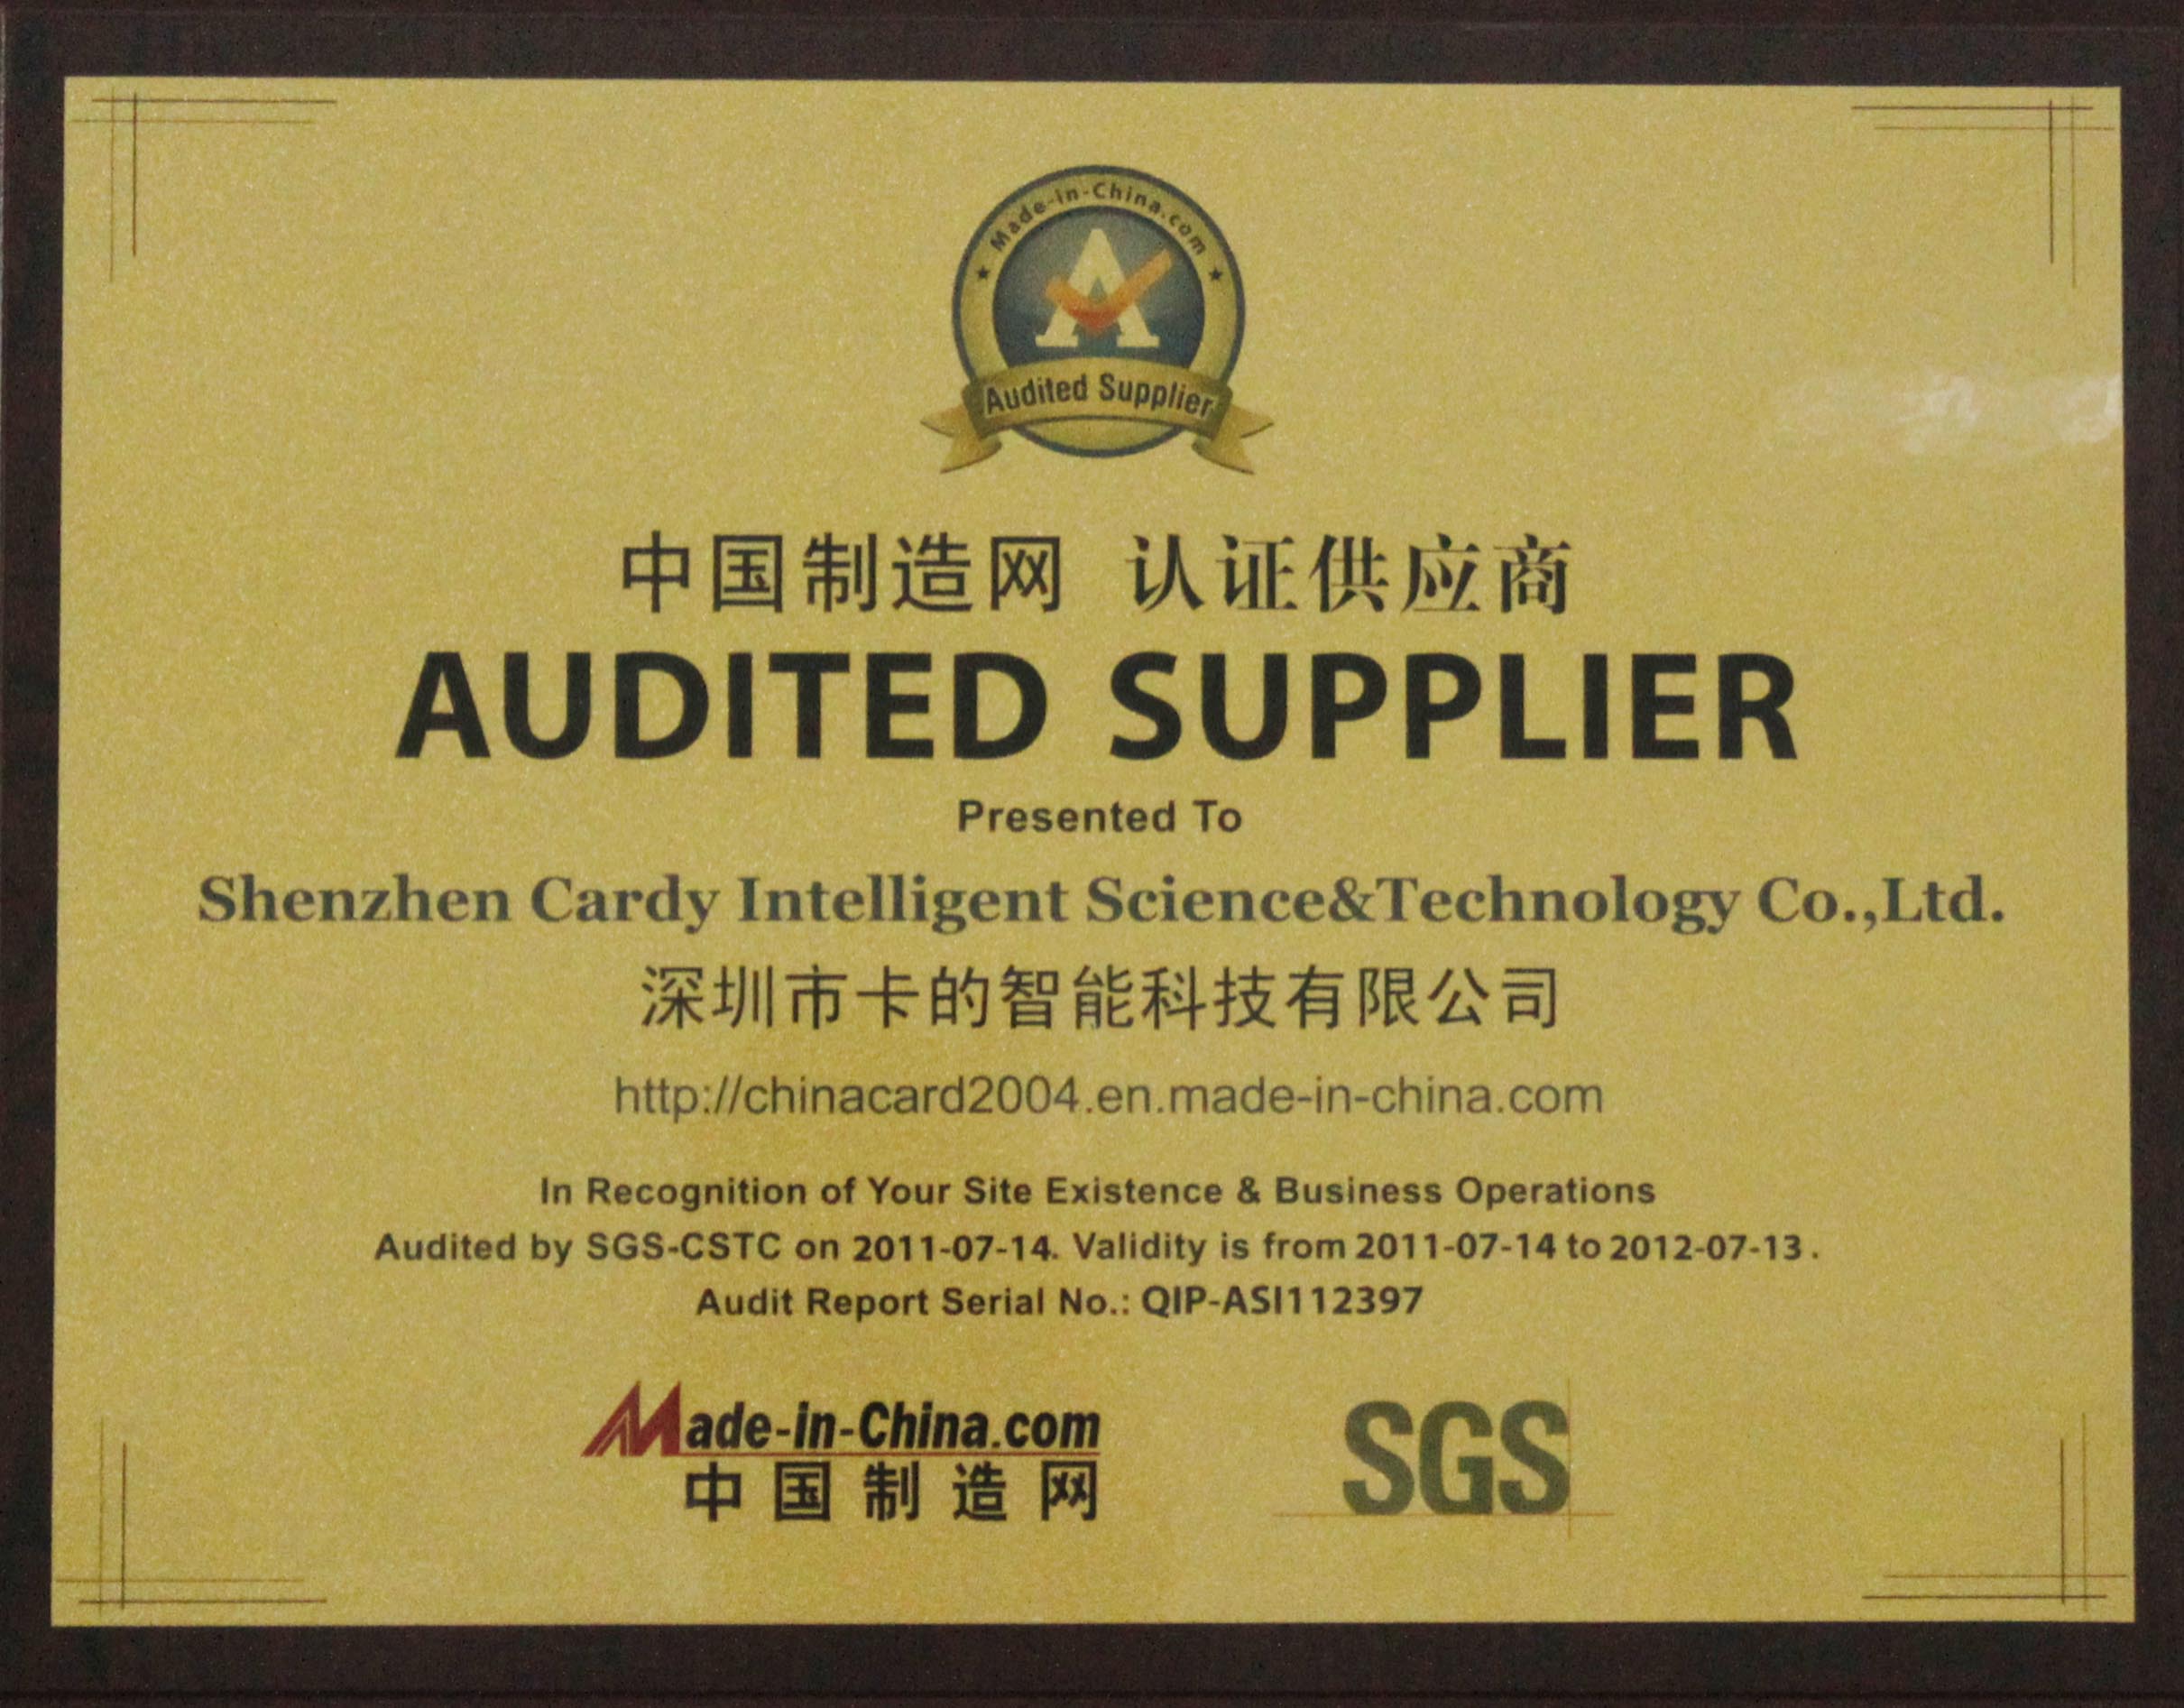 Made-in-China.com
A
Audited Supplier
中国制造网 认证供应商
AUDITED SUPPLIER
Presented To
Shenzhen Cardy Intelligent Science&Technology Co.,Ltd.
深圳市卡的智能科技有限公司
http://chinacard2004.en.made-in-china.com
In Recognition of Your Site Existence & Business Operations
Audited by SGS-CSTC on 2011-07-14. Validity is from 2011-07-14 to 2012-07-13.
Audit Report Serial No.: QIP-ASI112397
Made-in-China.com
中国制造网
SGS